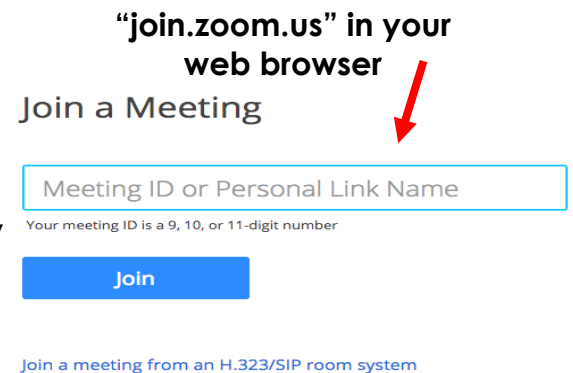 “join.zoom.us” in your
web browser
Join a Meeting
Meeting ID or Personal Link Name
Your meeting ID is a 9, 10, or 11-digit number
Join
Join a meeting from an H.323/SIP room system